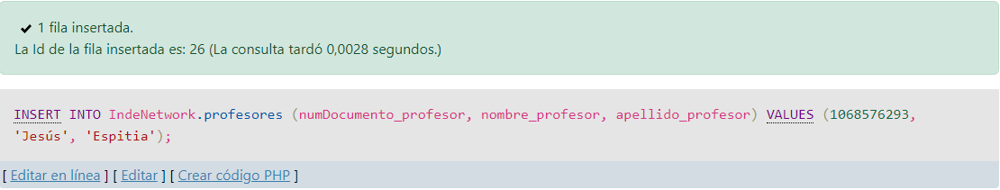 ✔ 1 fila insertada.
La Id de la fila insertada es: 26 (La consulta tardó 0,0028 segundos.)
INSERT INTO IndeNetwork.profesores (numDocumento_profesor, nombre_profesor, apellido_profesor) VALUES (1068576293,
'Jesús', 'Espitia');
[ Editar en línea ] [ Editar ] [ Crear código PHP ]